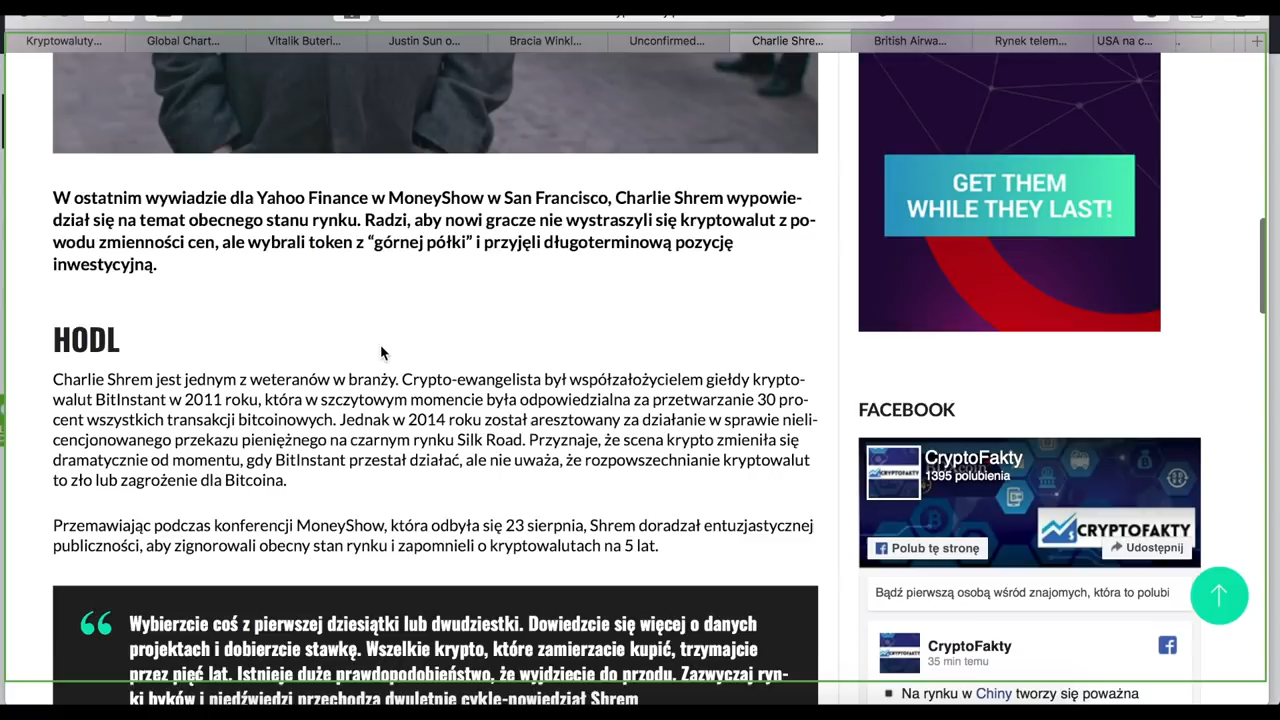 Kryptowaluty...
Global Chart...
Vitalik Buteri...
Justin Sun o...
Bracia Winkl...
Unconfirmed...
Charlie Shre...
British Airwa...
Rynek telem...
USA na c...
W ostatnim wywiadzie dla Yahoo Finance w MoneyShow w San Francisco, Charlie Shrem wypowie-
dział się na temat obecnego stanu rynku. Radzi, aby nowi gracze nie wystraszyli się kryptowalut z po-
wodu zmienności cen, ale wybrali token z “górnej półki” i przyjęli długoterminową pozycję
inwestycyjną.
HODL
Charlie Shrem jest jednym z weteranów w branży. Crypto-ewangelista był współzałożycielem giełdy krypto-
walut BitInstant w 2011 roku, która w szczytowym momencie była odpowiedzialna za przetwarzanie 30 pro-
cent wszystkich transakcji bitcoinowych. Jednak w 2014 roku został aresztowany za działanie w sprawie nieli-
cencjonowanego przekazu pieniężnego na czarnym rynku Silk Road. Przyznaje, że scena krypto zmieniła się
dramatycznie od momentu, gdy BitInstant przestał działać, ale nie uważa, że rozpowszechnianie kryptowalut
to zło lub zagrożenie dla Bitcoina.
Przemawiając podczas konferencji MoneyShow, która odbyła się 23 sierpnia, Shrem doradzał entuzjastycznej
publiczności, aby zignorowali obecny stan rynku i zapomnieli o kryptowalutach na 5 lat.
“ Wybierzcie coś z pierwszej dziesiątki lub dwudziestki. Dowiedzcie się więcej o danych
projektach i dobierzcie stawkę. Wszelkie krypto, które zamierzacie kupić, trzymajcie
przez pięć lat. Istnieje duże prawdopodobieństwo, że wyjdziecie do przodu. Zazwyczaj ryn-
ki byków i niedźwiedzi przechodzą dwuletnie cykle-powiedział Shrem
GET THEM
WHILE THEY LAST!
FACEBOOK
CryptoFakty
1395 polubienia
CRYPTOFAKTY
Polub tę stronę
Udostępnij
Bądź pierwszą osobą wśród znajomych, która to polubi
CryptoFakty
35 min temu
Na rynku w Chiny tworzy się poważna